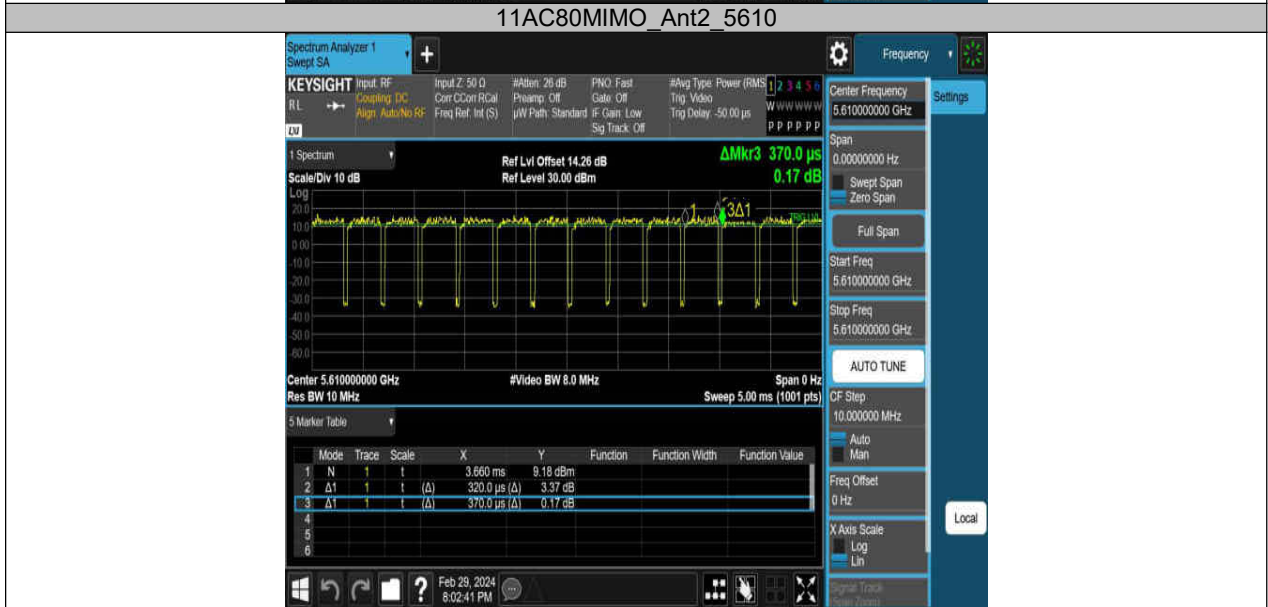 11AC80MIMO_Ant2_5610
Spectrum Analyzer 1
Swept SA
+
Frequency
KEYSIGHT
RL
LXI
Input: RF
Coupling: DC
Align: Auto/No RF
Input Z: 50 Ω
Corr CCorr RCal
Freq Ref: Int (S)
#Atten: 26 dB
Preamp: Off
µW Path: Standard
PNO: Fast
Gate: Off
IF Gain: Low
Sig Track: Off
#Avg Type: Power (RMS
Trig: Video
Trig Delay: -50.00 µs
1 2 3 4 5 6
W W W W W W
P P P P P P
1 Spectrum
Scale/Div 10 dB
Ref Lvl Offset 14.26 dB
Ref Level 30.00 dBm
ΔMkr3 370.0 µs
0.17 dB
Log
20.0
10.0
0.00
-10.0
-20.0
-30.0
-40.0
-50.0
-60.0
1
3Δ1
TRIG LVL
Center 5.610000000 GHz
#Video BW 8.0 MHz
Span 0 Hz
Res BW 10 MHz
Sweep 5.00 ms (1001 pts)
5 Marker Table
Mode Trace Scale X Y Function Function Width Function Value
1 N 1 t 3.660 ms 9.18 dBm
2 Δ1 1 t (Δ) 320.0 µs (Δ) 3.37 dB
3 Δ1 1 t (Δ) 370.0 µs (Δ) 0.17 dB
4
5
6
Feb 29, 2024
8:02:41 PM
Center Frequency
5.610000000 GHz
Span
0.00000000 Hz
Swept Span
Zero Span
Full Span
Start Freq
5.610000000 GHz
Stop Freq
5.610000000 GHz
AUTO TUNE
CF Step
10.000000 MHz
Auto
Man
Freq Offset
0 Hz
X Axis Scale
Log
Lin
Signal Track
(Span Zoom)
Settings
Local